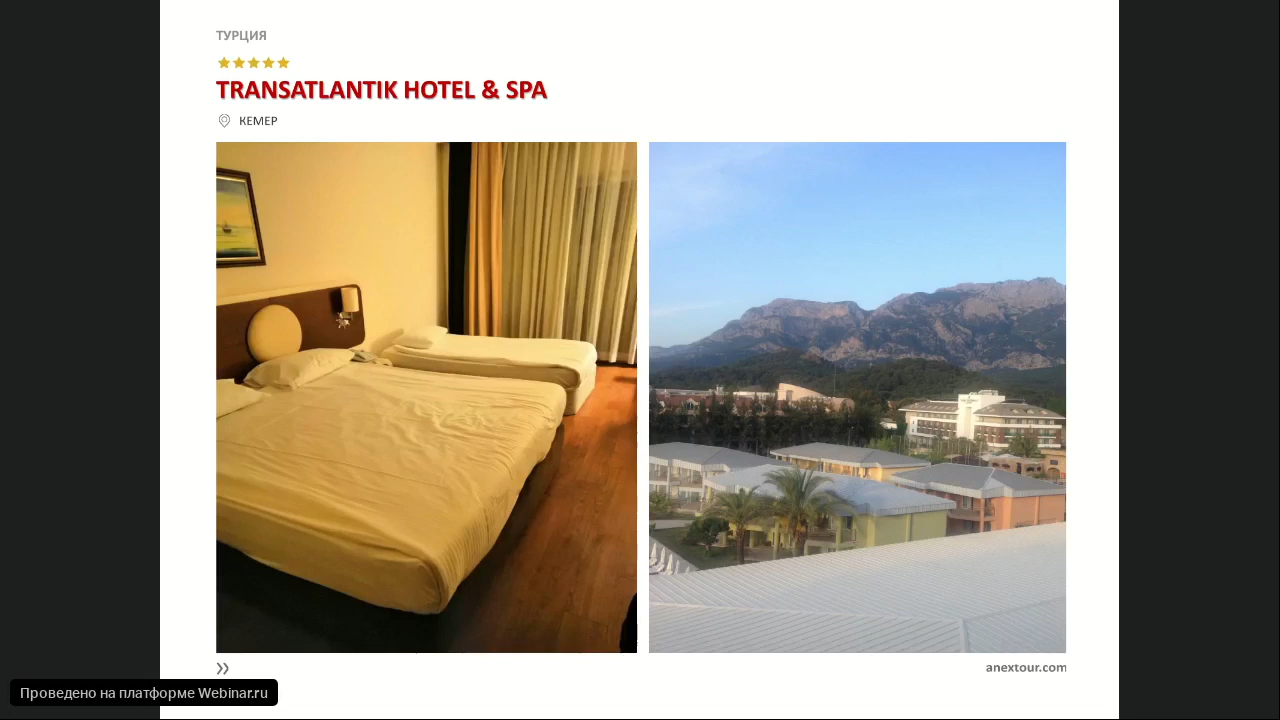 ТУРЦИЯ
TRANSATLANTIK HOTEL & SPA
КЕМЕР
anextour.com
Проведено на платформе Webinar.ru